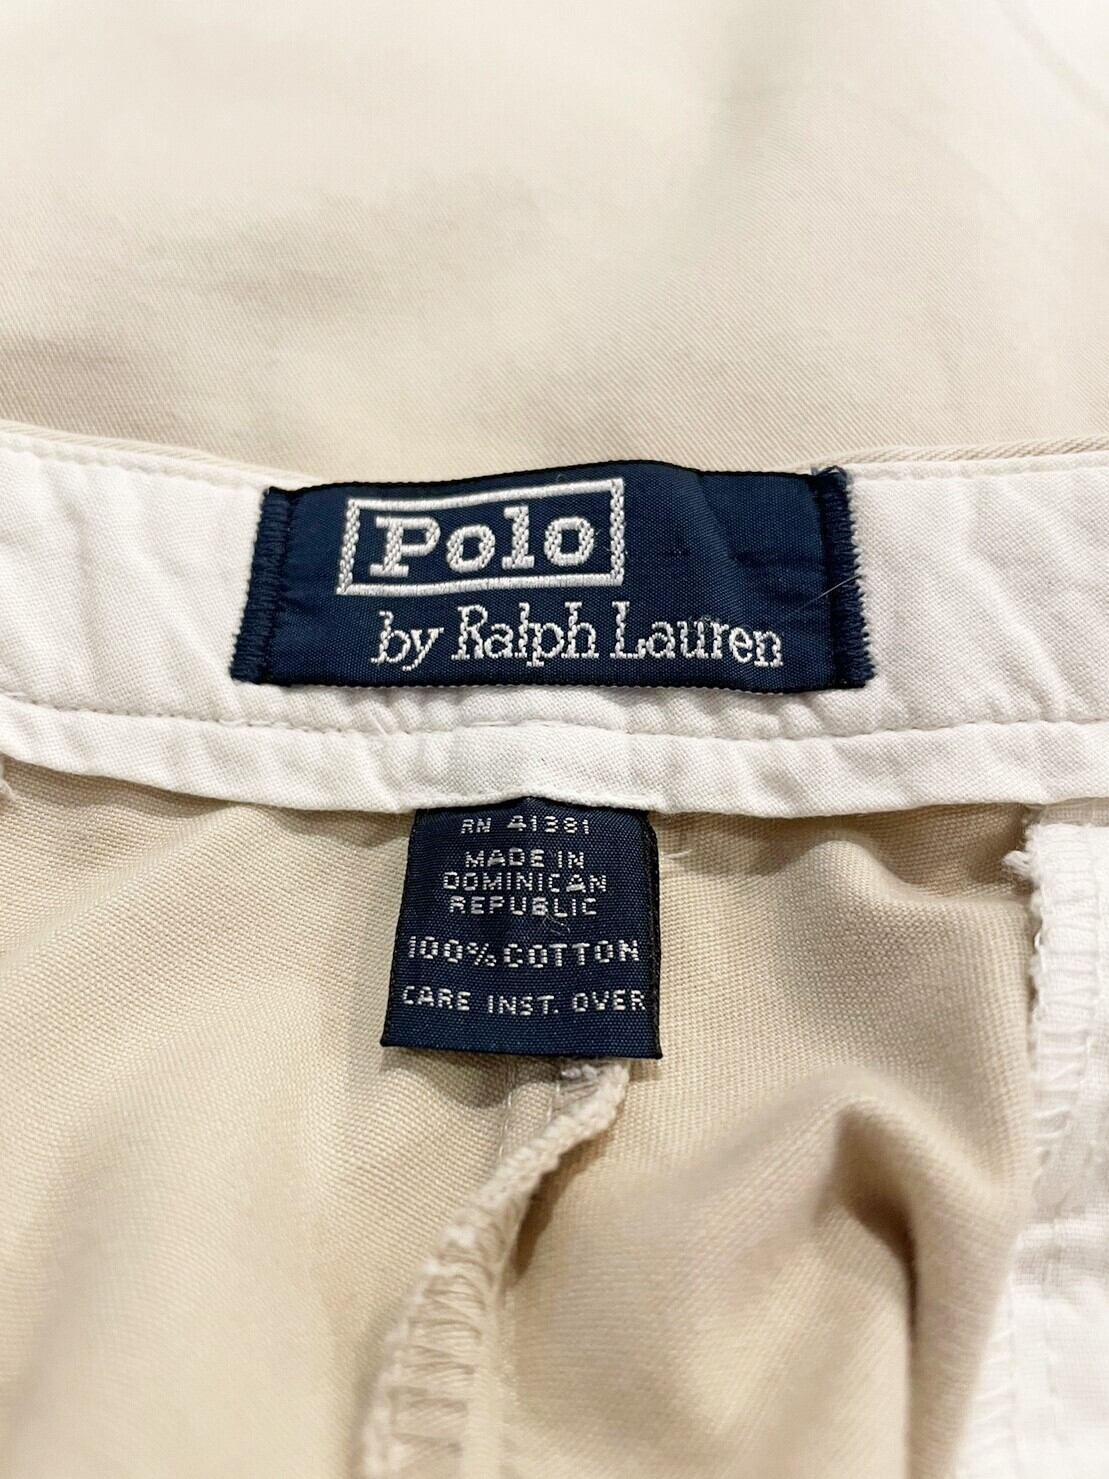 Polo
by Ralph Lauren
RN 41381
MADE IN
DOMINICAN
REPUBLIC
100% COTTON
CARE INST. OVER